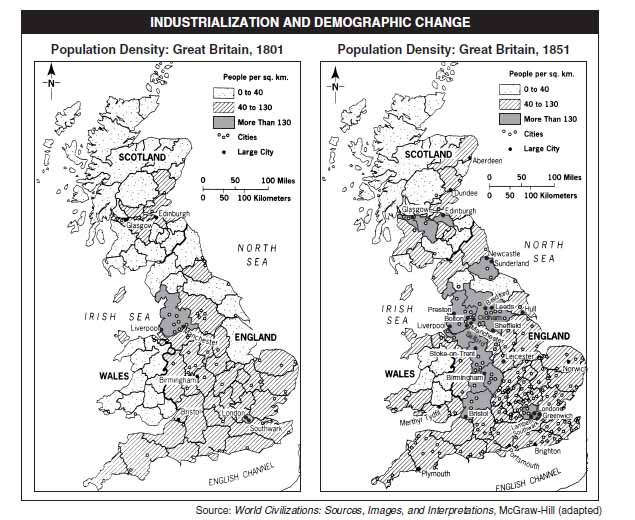 INDUSTRIALIZATION AND DEMOGRAPHIC CHANGE
Population Density: Great Britain, 1801
-N-
People per sq. km.
0 to 40
40 to 130
More Than 130
Cities
Large City
0 50 100 Miles
0 50 100 Kilometers
SCOTLAND
Edinburgh
Glasgow
NORTH
SEA
IRISH SEA
Liverpool
Manchester
ENGLAND
WALES
Birmingham
Bristol
London
Southwark
ENGLISH CHANNEL
Population Density: Great Britain, 1851
-N-
People per sq. km.
0 to 40
40 to 130
More Than 130
Cities
Large City
0 50 100 Miles
0 50 100 Kilometers
SCOTLAND
Aberdeen
Dundee
Glasgow
Edinburgh
NORTH
SEA
Newcastle
Sunderland
IRISH
SEA
Preston
Bradford
Leeds
Hull
Bolton
Oldham
Liverpool
Manchester
Sheffield
ENGLAND
Stoke-on-Trent
Leicester
Norwich
WALES
Birmingham
Merthyr Tydfil
Bristol
London
Greenwich
Lambeth
Brighton
Portsmouth
Plymouth
ENGLISH CHANNEL
Source: World Civilizations: Sources, Images, and Interpretations, McGraw-Hill (adapted)